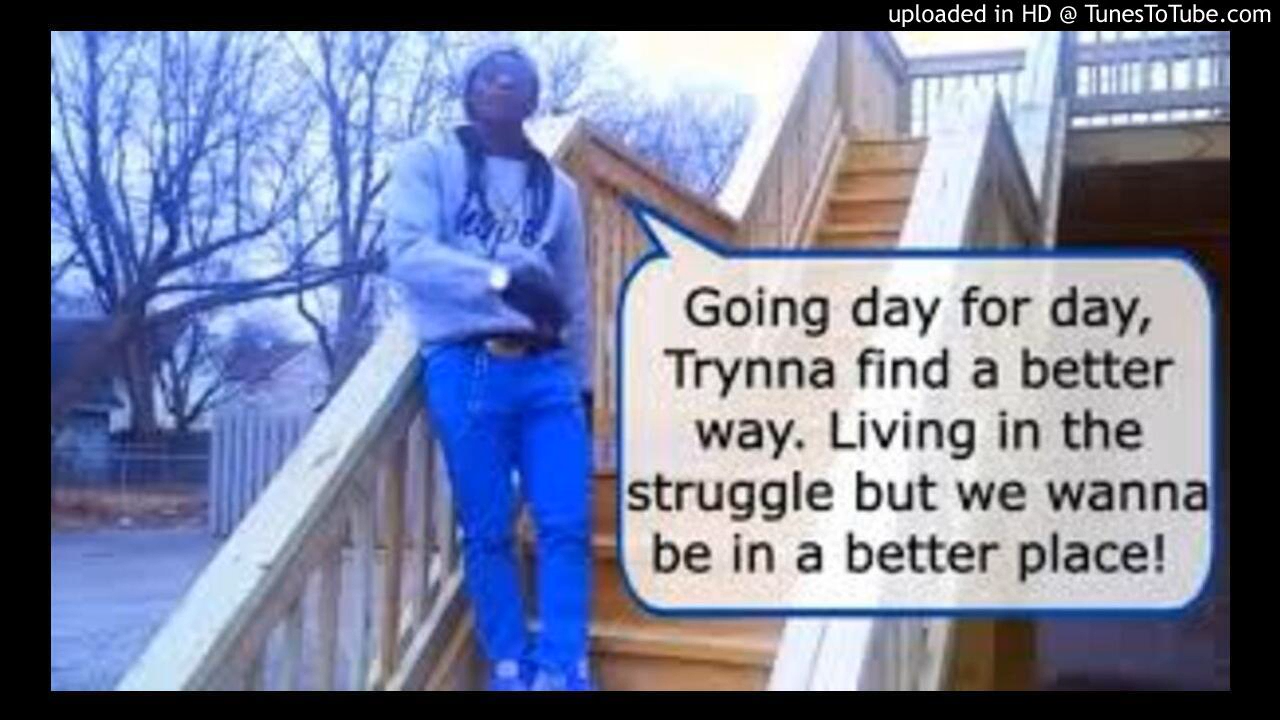 uploaded in HD @ TunesToTube.com
Going day for day,
Trynna find a better
way. Living in the
struggle but we wanna
be in a better place!